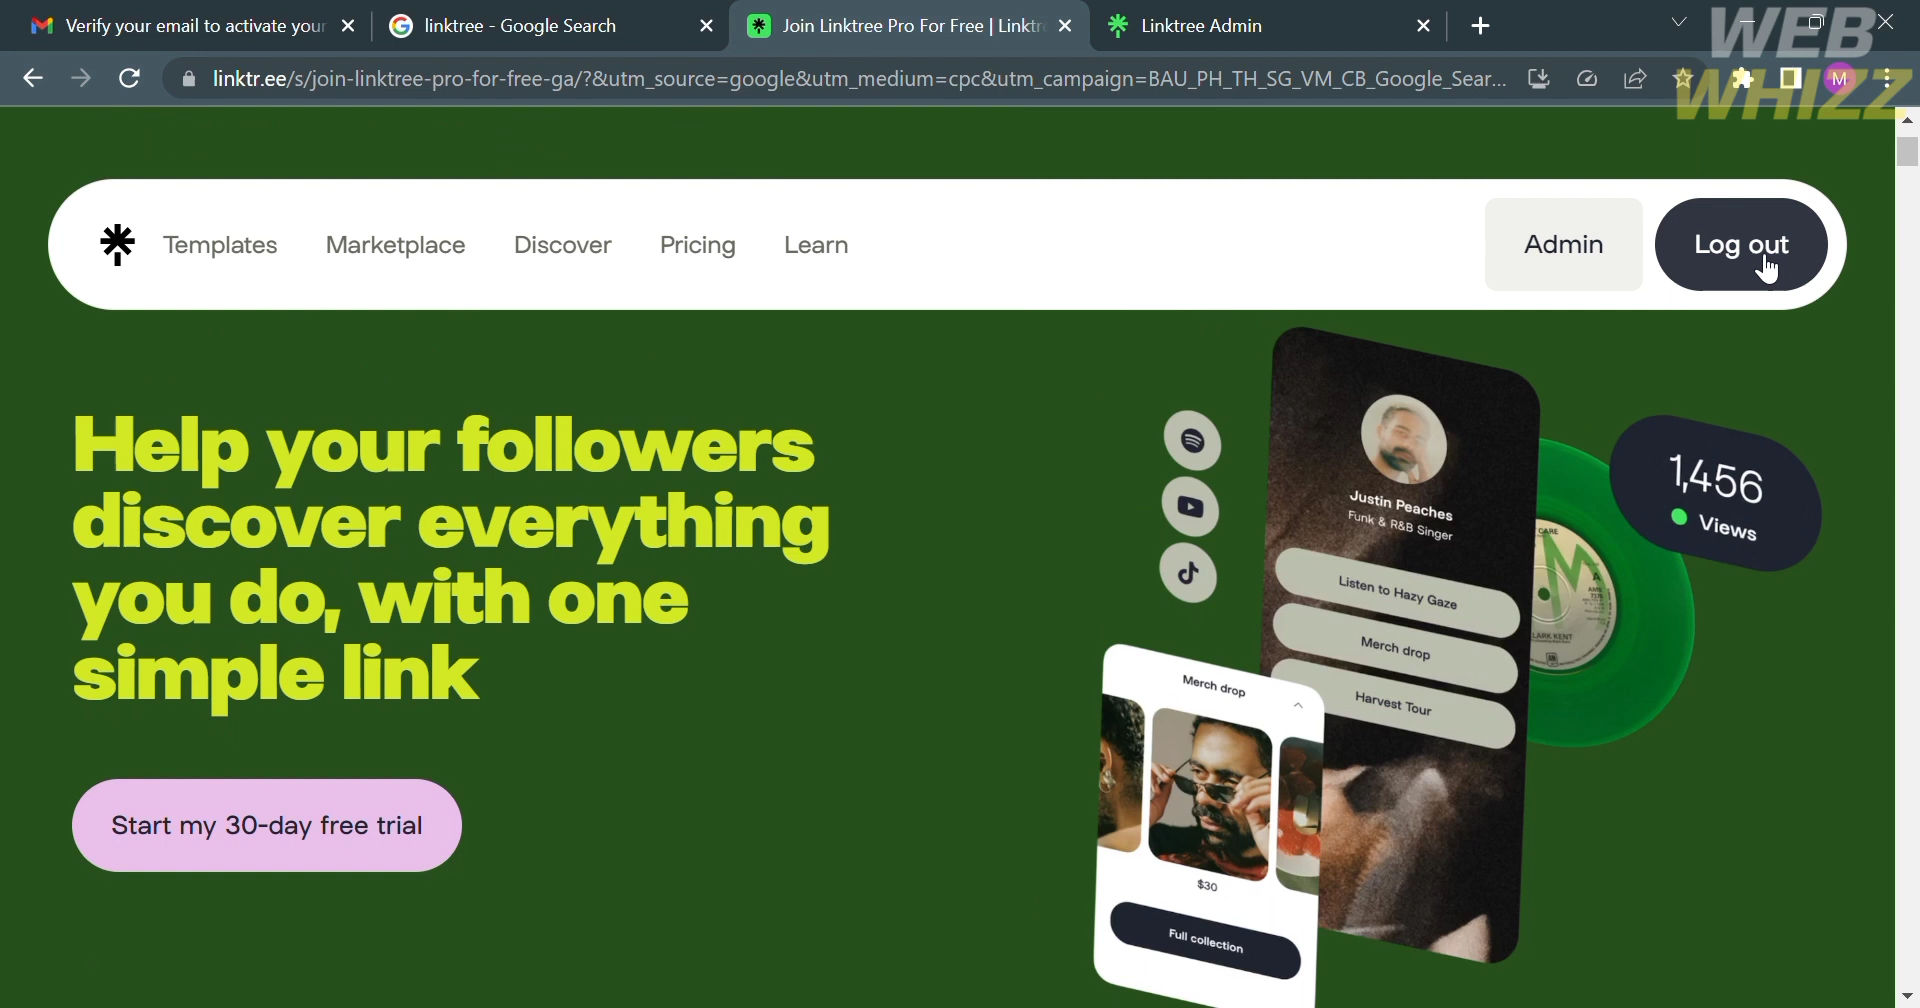 Verify your email to activate your
linktree - Google Search
Join Linktree Pro For Free | Linktr
Linktree Admin
WEB
WHIZZ
linktr.ee/s/join-linktree-pro-for-free-ga/?&utm_source=google&utm_medium=cpc&utm_campaign=BAU_PH_TH_SG_VM_CB_Google_Sear...
M
Templates
Marketplace
Discover
Pricing
Learn
Admin
Log out
Help your followers
discover everything
you do, with one
simple link
Start my 30-day free trial
Justin Peaches
Funk & R&B Singer
Listen to Hazy Gaze
Merch drop
Harvest Tour
1,456
Views
Merch drop
$30
Full collection